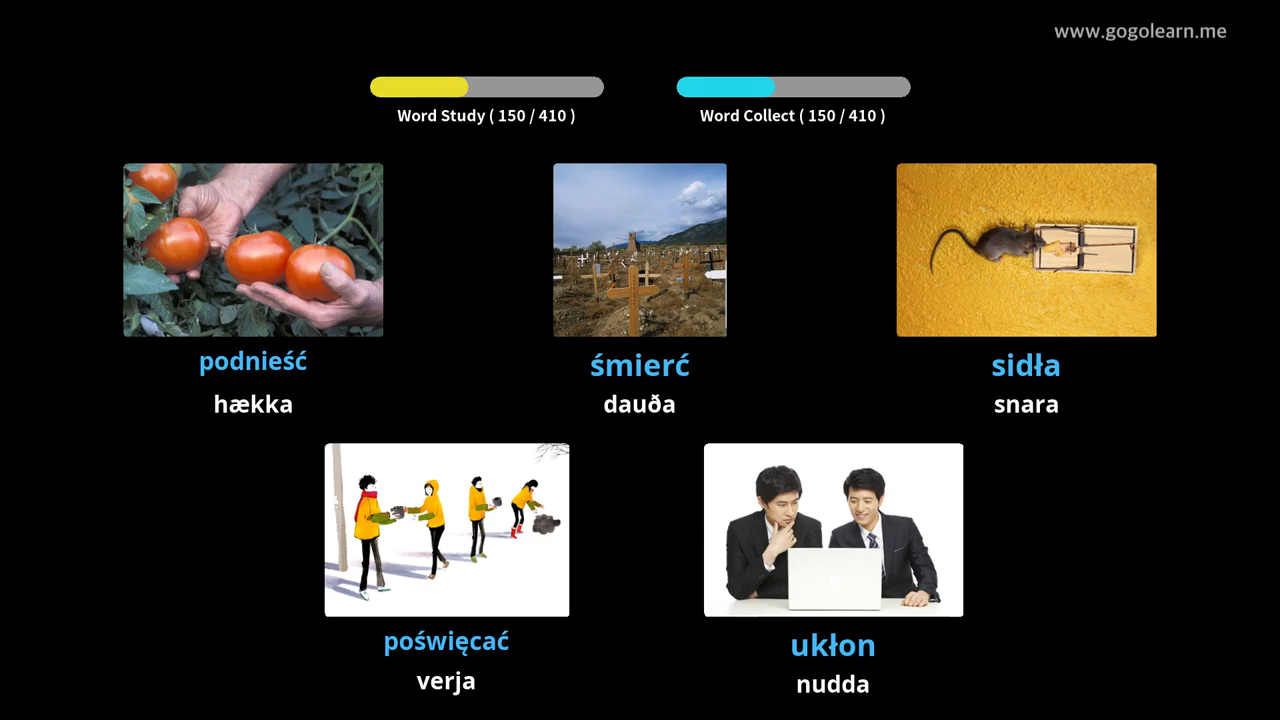 www.gogolearn.me
Word Study ( 150 / 410 )
Word Collect ( 150 / 410 )
podnieść
hækka
śmierć
dauða
sidła
snara
poświęcać
verja
ukłon
nudda